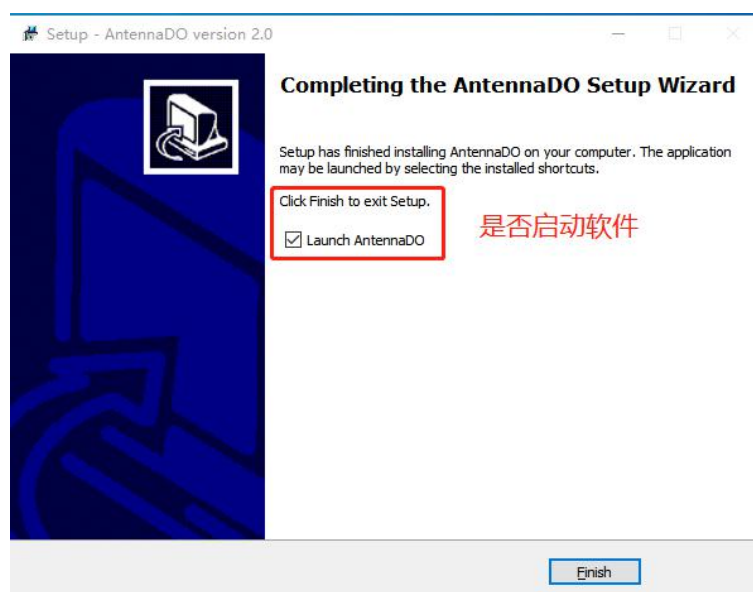 Setup - AntennaDO version 2.0
Completing the AntennaDO Setup Wizard
Setup has finished installing AntennaDO on your computer. The application
may be launched by selecting the installed shortcuts.
Click Finish to exit Setup.
Launch AntennaDO
是否启动软件
Finish